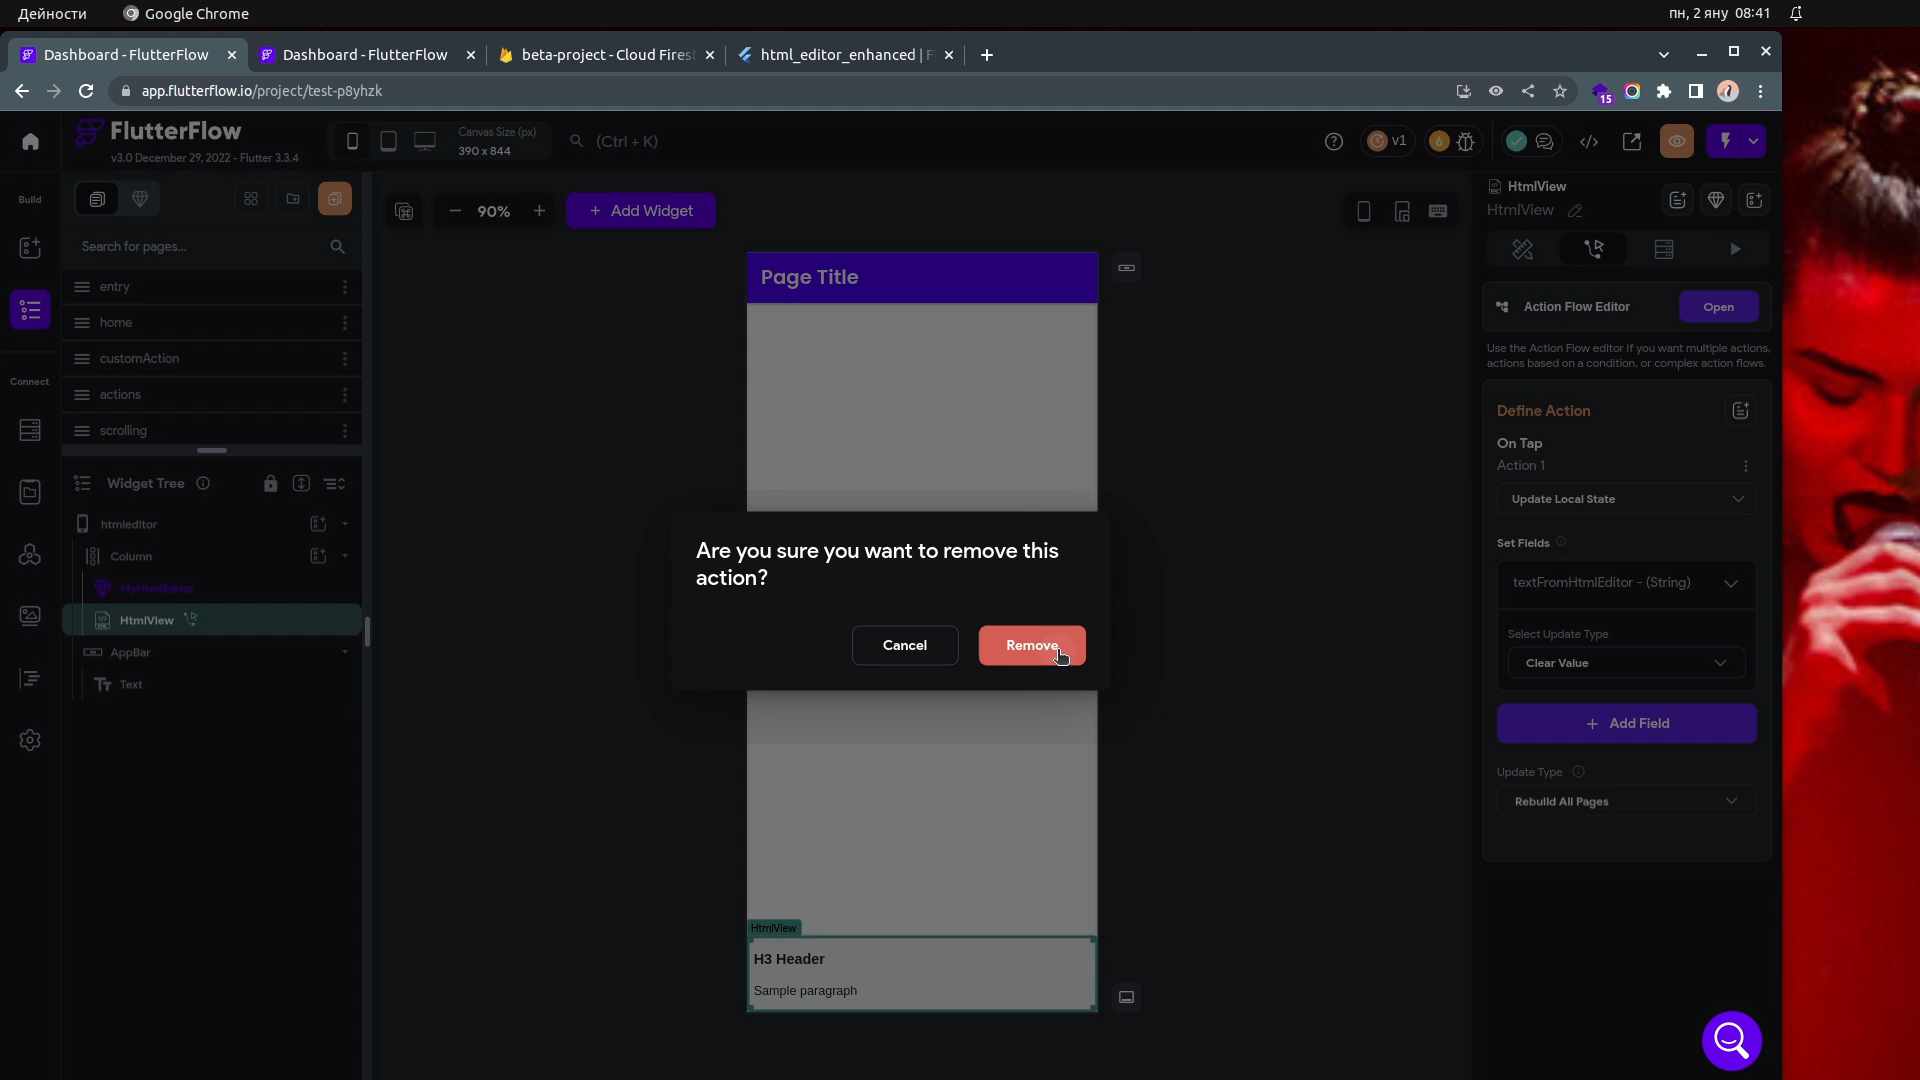 Дейности
Google Chrome
пн, 2 яну 08:41
Dashboard - FlutterFlow
Dashboard - FlutterFlow
beta-project - Cloud Firest
html_editor_enhanced | F
app.flutterflow.io/project/test-p8yhzk
15
FlutterFlow
v3.0 December 29, 2022 - Flutter 3.3.4
Canvas Size (px)
390 x 844
(Ctrl + K)
v1
6
Build
Connect
Search for pages...
entry
home
customAction
actions
scrolling
Widget Tree
htmleditor
Column
MyHtmlEditor
HtmlView
AppBar
Text
90%
+ Add Widget
Page Title
Are you sure you want to remove this
action?
Cancel
Remove
HtmlView
H3 Header
Sample paragraph
HtmlView
HtmlView
Action Flow Editor
Open
Use the Action Flow editor if you want multiple actions,
actions based on a condition, or complex action flows.
Define Action
On Tap
Action 1
Update Local State
Set Fields
textFromHtmlEditor - (String)
Select Update Type
Clear Value
+ Add Field
Update Type
Rebuild All Pages